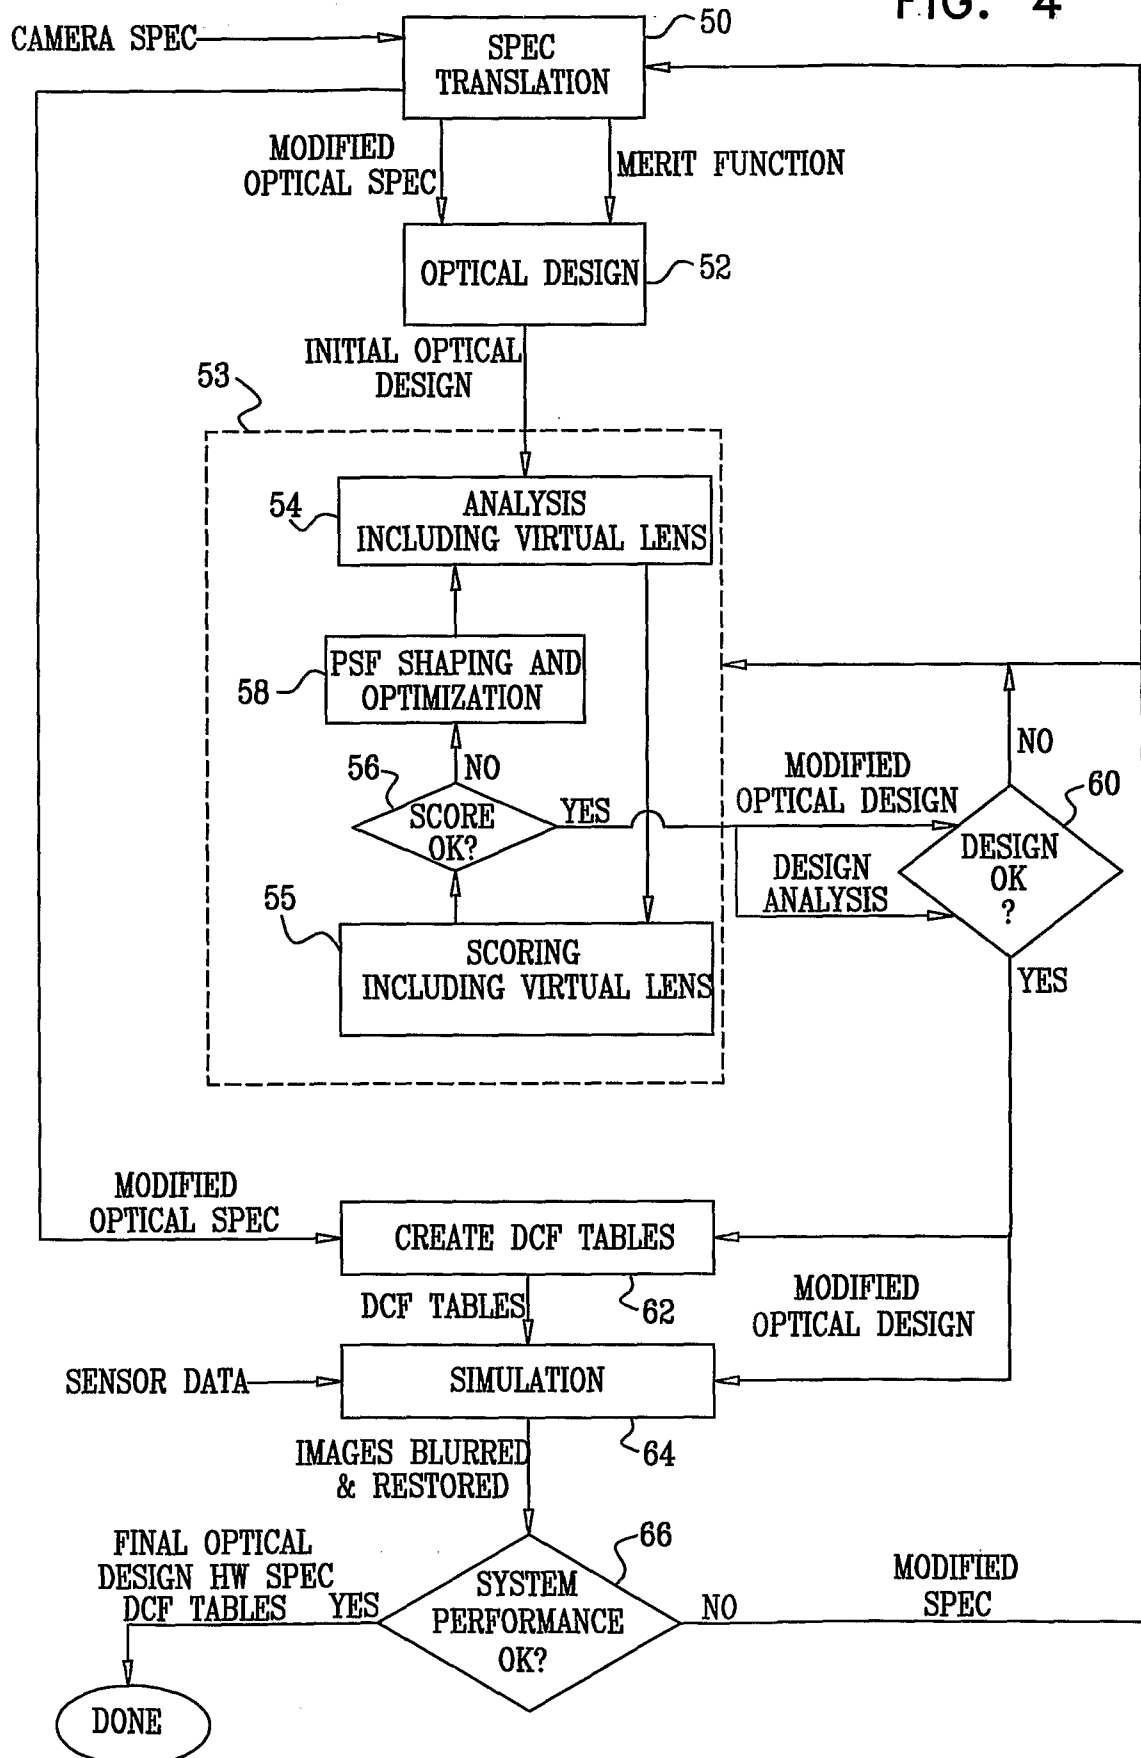 FIG. 4
50
CAMERA SPEC
SPEC
TRANSLATION
MODIFIED
OPTICAL SPEC
MERIT FUNCTION
OPTICAL DESIGN
52
INITIAL OPTICAL
DESIGN
53
54
ANALYSIS
INCLUDING VIRTUAL LENS
PSF SHAPING AND
OPTIMIZATION
58
NO
56
SCORE
OK?
YES
MODIFIED
OPTICAL DESIGN
NO
60
DESIGN
OK
?
DESIGN
ANALYSIS
55
SCORING
INCLUDING VIRTUAL LENS
YES
MODIFIED
OPTICAL SPEC
CREATE DCF TABLES
62
DCF TABLES
MODIFIED
OPTICAL DESIGN
SENSOR DATA
SIMULATION
64
IMAGES BLURRED
& RESTORED
66
FINAL OPTICAL
DESIGN HW SPEC
DCF TABLES
YES
SYSTEM
PERFORMANCE
OK?
NO
MODIFIED
SPEC
DONE